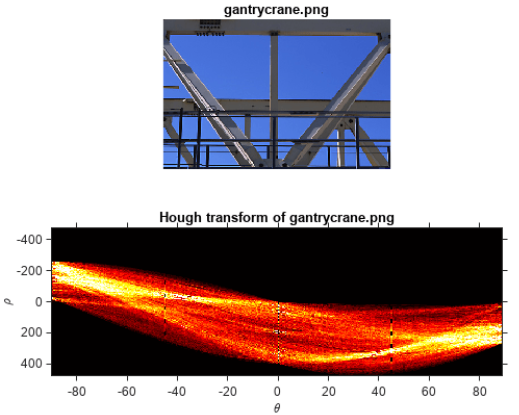 gantrycrane.png
Hough transform of gantrycrane.png
-400
-200
0
200
400
ρ
-80 -60 -40 -20 0 20 40 60 80
θ